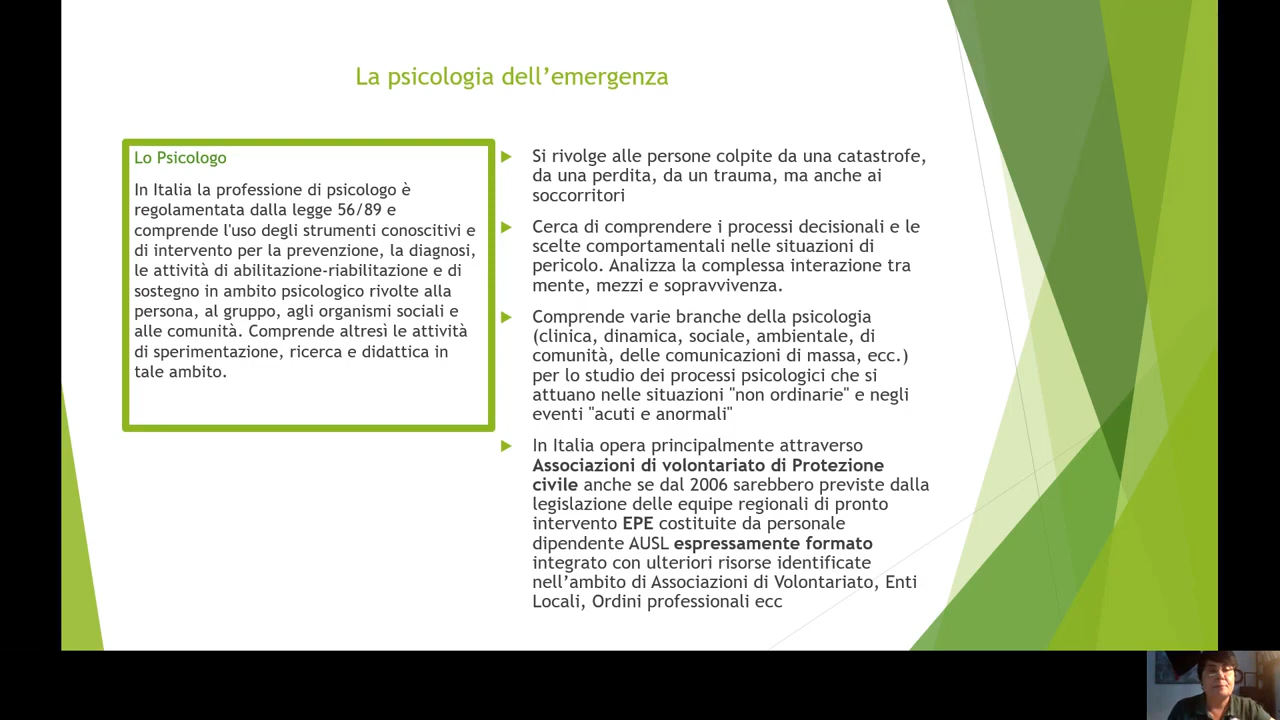 La psicologia dell’emergenza
Lo Psicologo
In Italia la professione di psicologo è
regolamentata dalla legge 56/89 e
comprende l'uso degli strumenti conoscitivi e
di intervento per la prevenzione, la diagnosi,
le attività di abilitazione-riabilitazione e di
sostegno in ambito psicologico rivolte alla
persona, al gruppo, agli organismi sociali e
alle comunità. Comprende altresì le attività
di sperimentazione, ricerca e didattica in
tale ambito.
Si rivolge alle persone colpite da una catastrofe,
da una perdita, da un trauma, ma anche ai
soccorritori
Cerca di comprendere i processi decisionali e le
scelte comportamentali nelle situazioni di
pericolo. Analizza la complessa interazione tra
mente, mezzi e sopravvivenza.
Comprende varie branche della psicologia
(clinica, dinamica, sociale, ambientale, di
comunità, delle comunicazioni di massa, ecc.)
per lo studio dei processi psicologici che si
attuano nelle situazioni "non ordinarie" e negli
eventi "acuti e anormali"
In Italia opera principalmente attraverso
Associazioni di volontariato di Protezione
civile anche se dal 2006 sarebbero previste dalla
legislazione delle equipe regionali di pronto
intervento EPE costituite da personale
dipendente AUSL espressamente formato
integrato con ulteriori risorse identificate
nell’ambito di Associazioni di Volontariato, Enti
Locali, Ordini professionali ecc